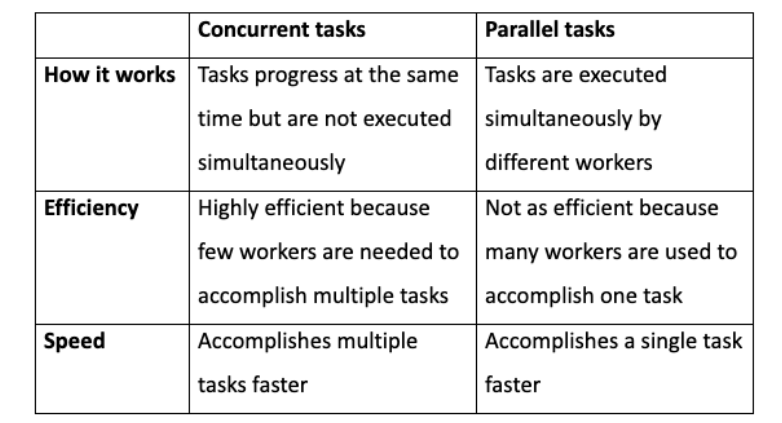 Concurrent tasks
Parallel tasks
How it works
Tasks progress at the same
time but are not executed
simultaneously
Tasks are executed
simultaneously by
different workers
Efficiency
Highly efficient because
few workers are needed to
accomplish multiple tasks
Not as efficient because
many workers are used to
accomplish one task
Speed
Accomplishes multiple
tasks faster
Accomplishes a single task
faster